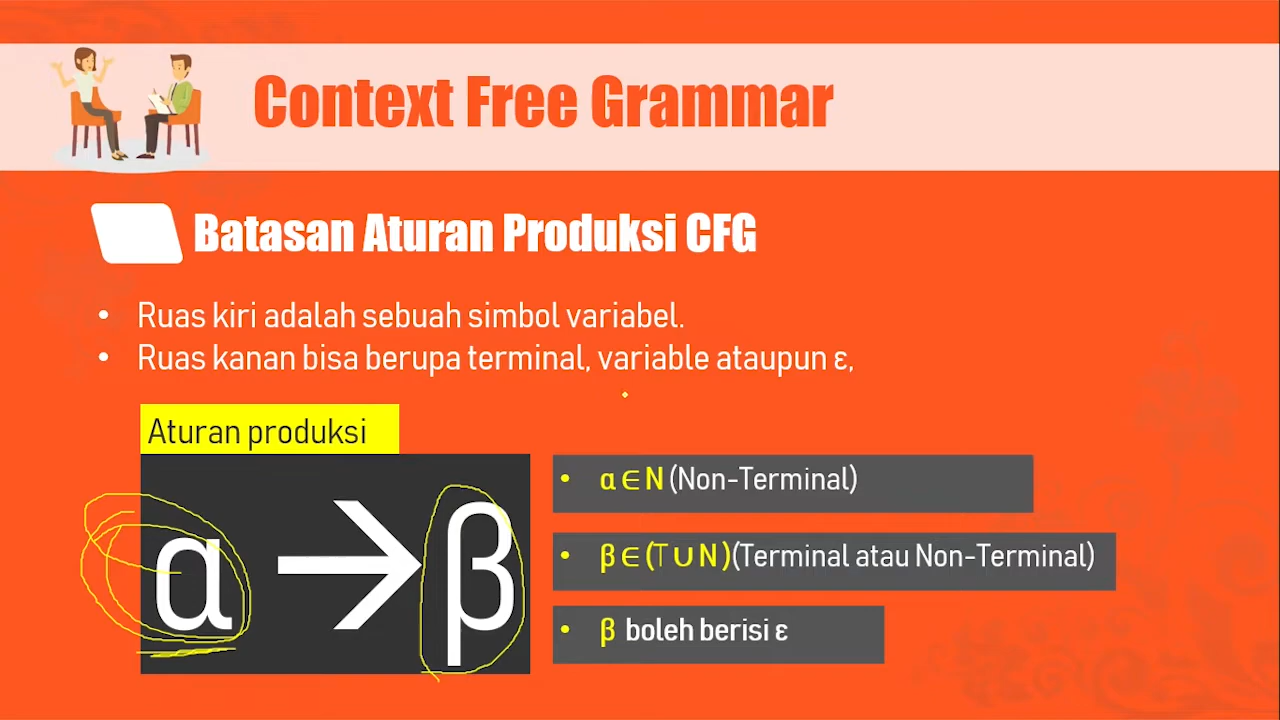 Context Free Grammar
Batasan Aturan Produksi CFG
• Ruas kiri adalah sebuah simbol variabel.
• Ruas kanan bisa berupa terminal, variable ataupun ε,
Aturan produksi
α → β
• α ∈ N (Non-Terminal)
• β ∈ (T ∪ N )(Terminal atau Non-Terminal)
• β boleh berisi ε